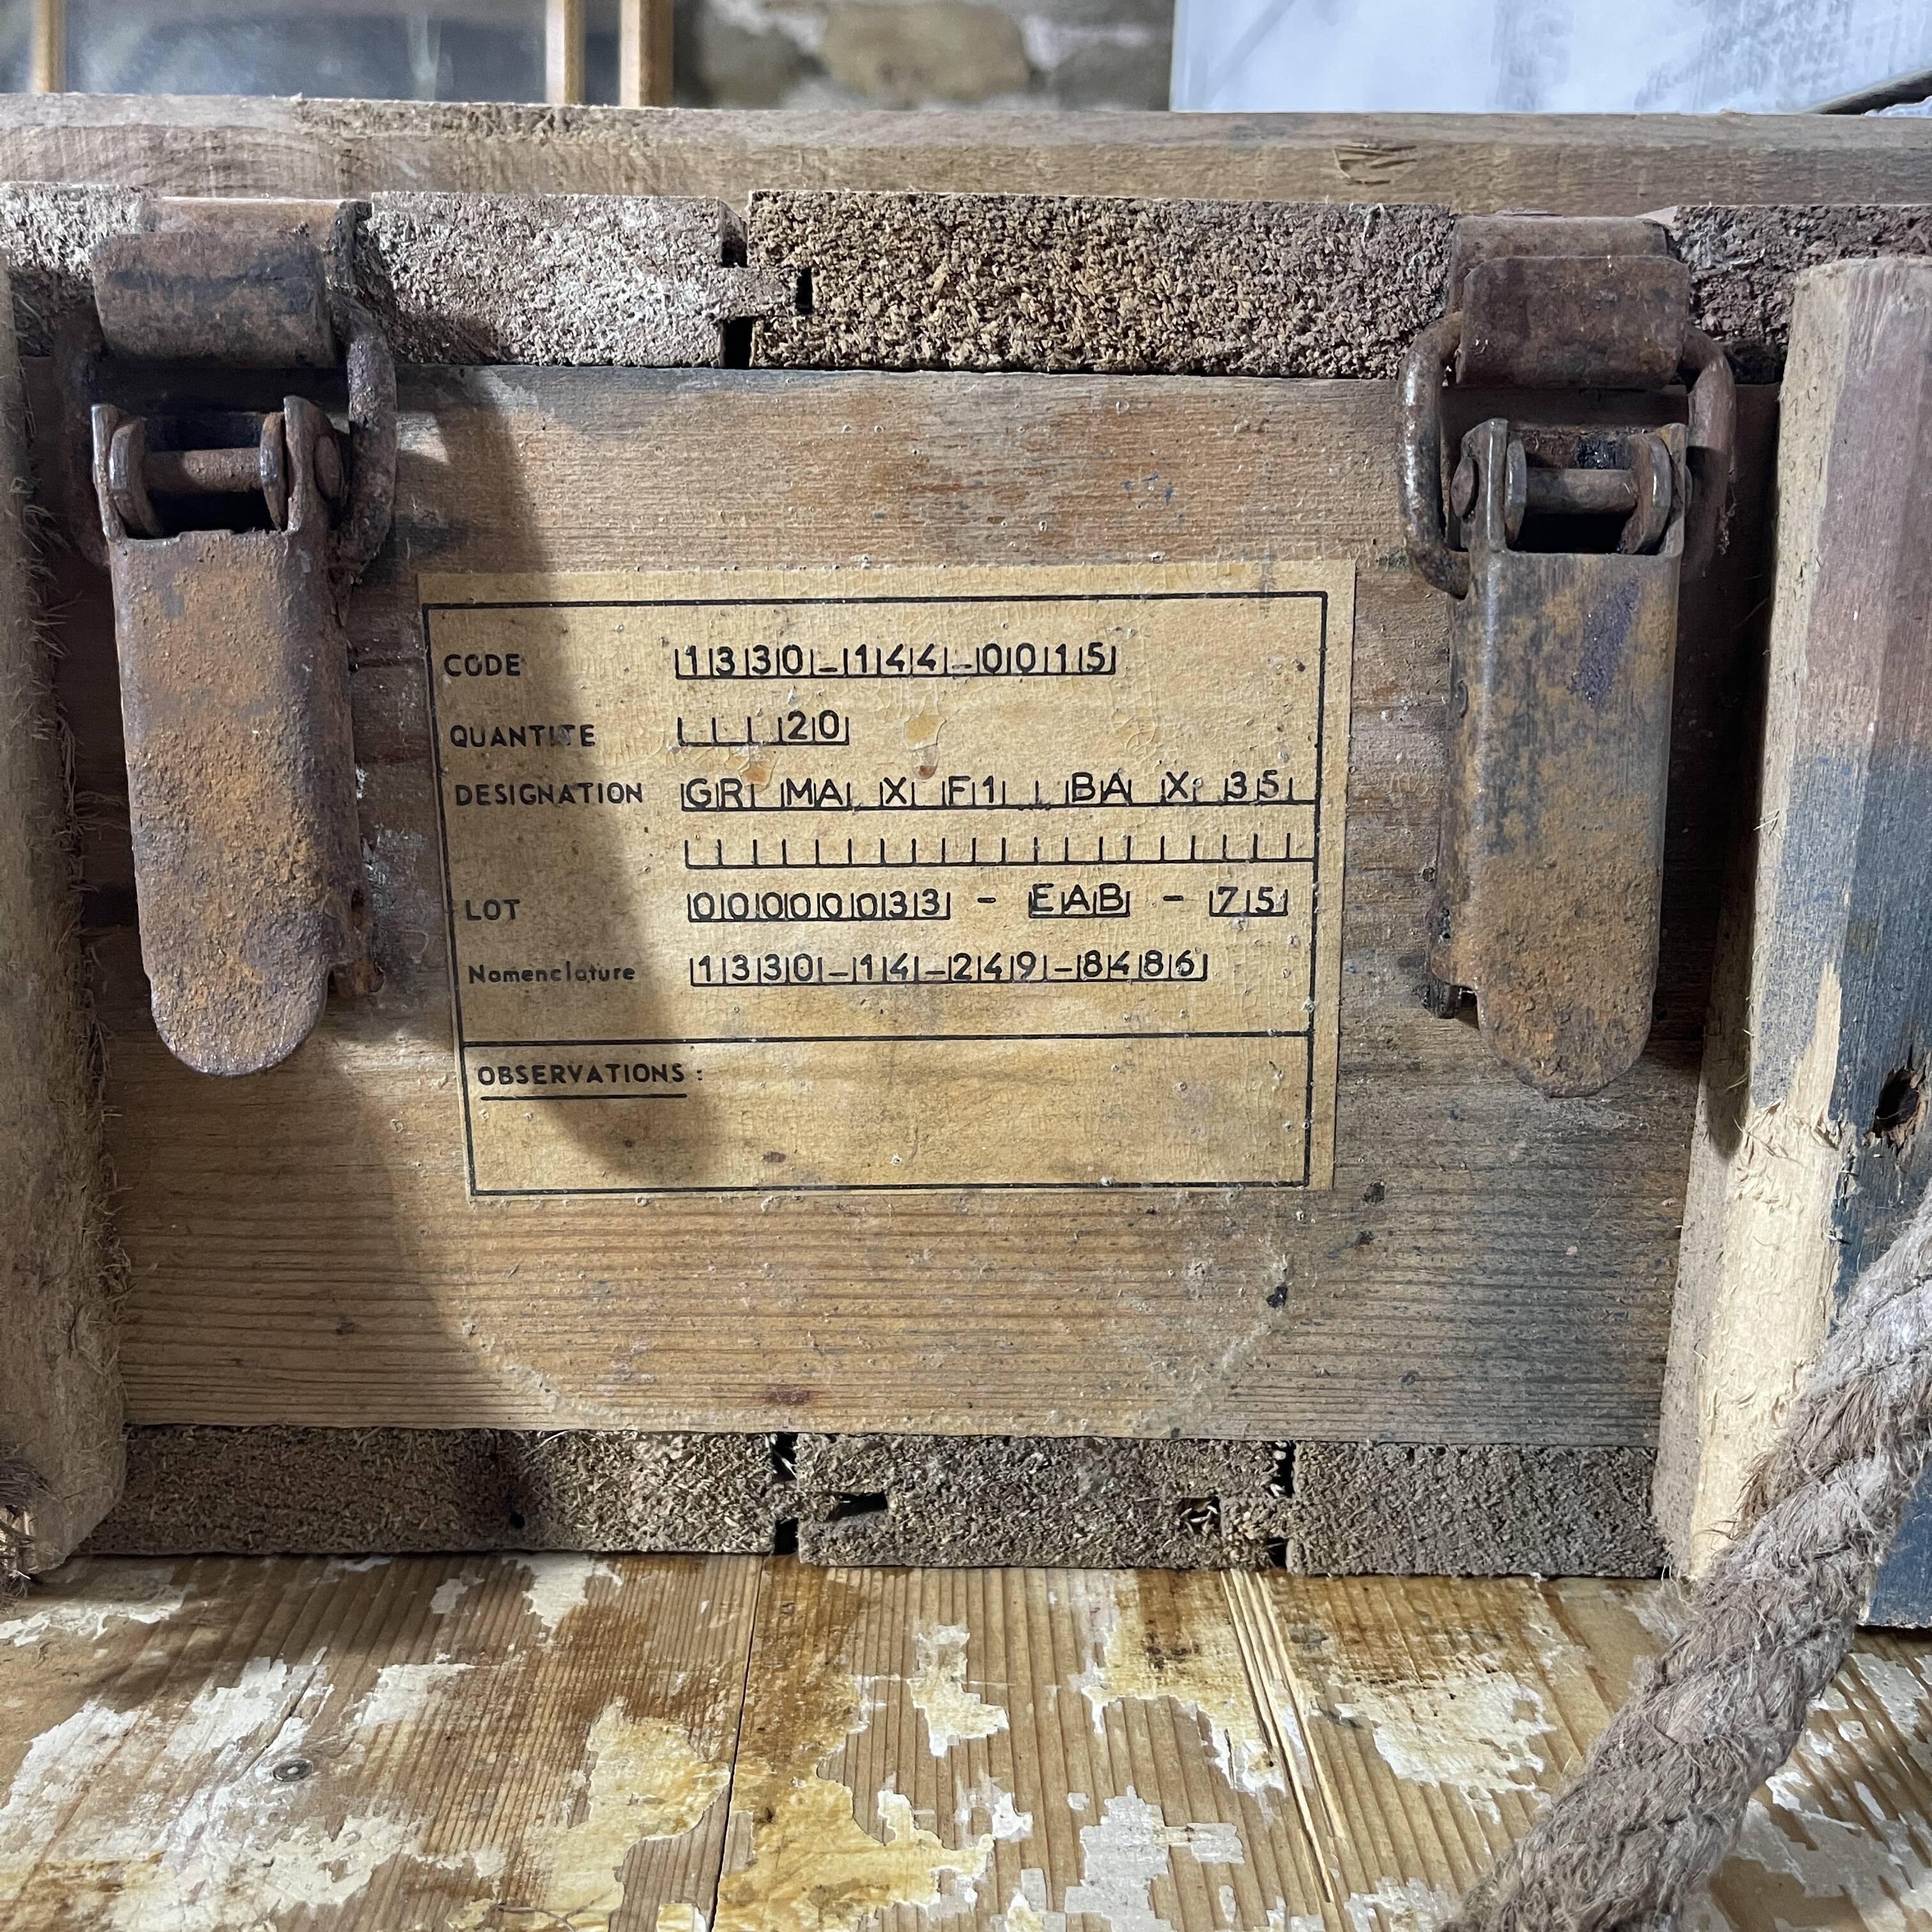 CODE 1330-144-0015
QUANTITE 20
DESIGNATION GR MA X F1 BA X 35
LOT 00000033 - EAB - 75
Nomenclature 1330-14-249-8486
OBSERVATIONS :